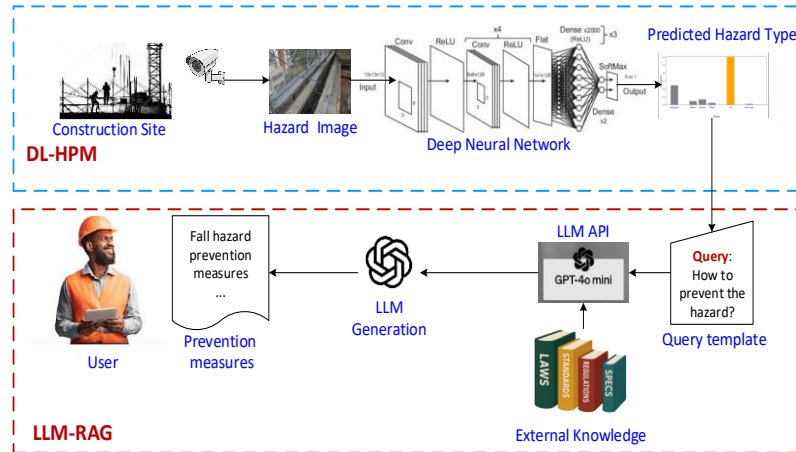 Construction Site
Hazard Image
Conv
ReLU
x4
Conv
ReLU
Flat
Dense x2000
(ReLU)
x3
Input
SoftMax
0 or 1
Output
Dense
x2
Deep Neural Network
Predicted Hazard Type
DL-HPM
User
Fall hazard
prevention
measures
...
Prevention
measures
LLM
Generation
LLM API
GPT-4o mini
Query:
How to
prevent the
hazard?
Query template
LAWS
STANDARDS
REGULATIONS
SPECS
External Knowledge
LLM-RAG